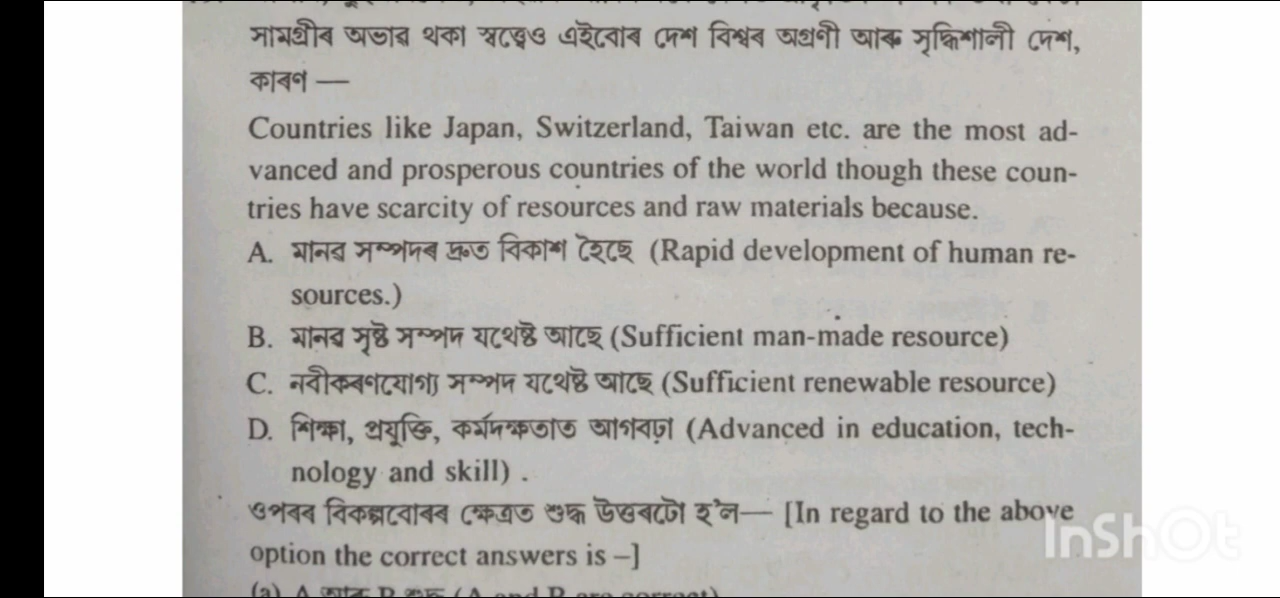 সামগ্ৰীৰ অভাৱ থকা স্বত্বেও এইবোৰ দেশ বিশ্বৰ অগ্ৰণী আৰু সৃদ্ধিশালী দেশ,
কাৰণ —
Countries like Japan, Switzerland, Taiwan etc. are the most ad-
vanced and prosperous countries of the world though these coun-
tries have scarcity of resources and raw materials because.
A. মানৱ সম্পদৰ দ্ৰুত বিকাশ হৈছে (Rapid development of human re-
sources.)
B. মানৱ সৃষ্ট সম্পদ যথেষ্ট আছে (Sufficient man-made resource)
C. নবীকৰণযোগ্য সম্পদ যথেষ্ট আছে (Sufficient renewable resource)
D. শিক্ষা, প্ৰযুক্তি, কৰ্মদক্ষতাত আগবঢ়া (Advanced in education, tech-
nology and skill) .
ওপৰৰ বিকল্পবোৰৰ ক্ষেত্ৰত শুদ্ধ উত্তৰটো হ'ল— [In regard to the above
option the correct answers is –]
(a) A আৰু B শুদ্ধ (A and B are correct)
InShOt